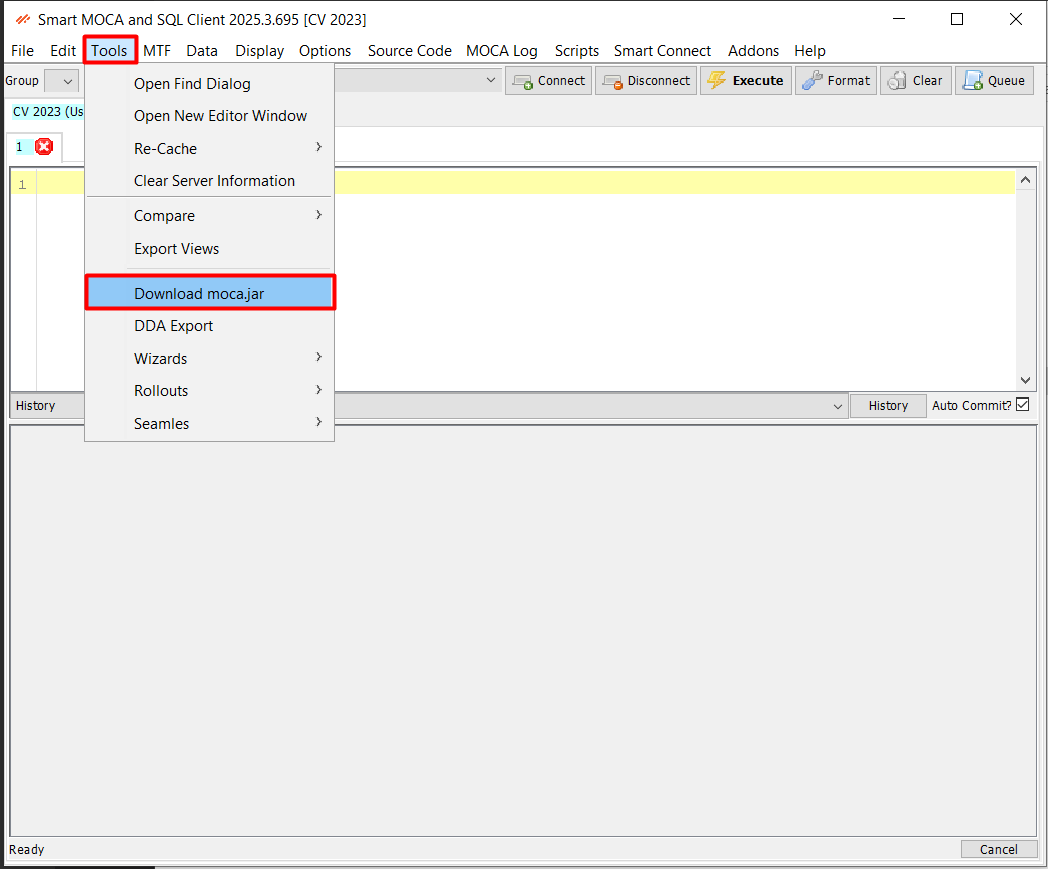 Smart MOCA and SQL Client 2025.3.695 [CV 2023]
File Edit Tools MTF Data Display Options Source Code MOCA Log Scripts Smart Connect Addons Help
Group Connect Disconnect Execute Format Clear Queue
CV 2023 (Us
1
1
Open Find Dialog
Open New Editor Window
Re-Cache
Clear Server Information
Compare
Export Views
Download moca.jar
DDA Export
Wizards
Rollouts
Seamles
History History Auto Commit?
Ready Cancel